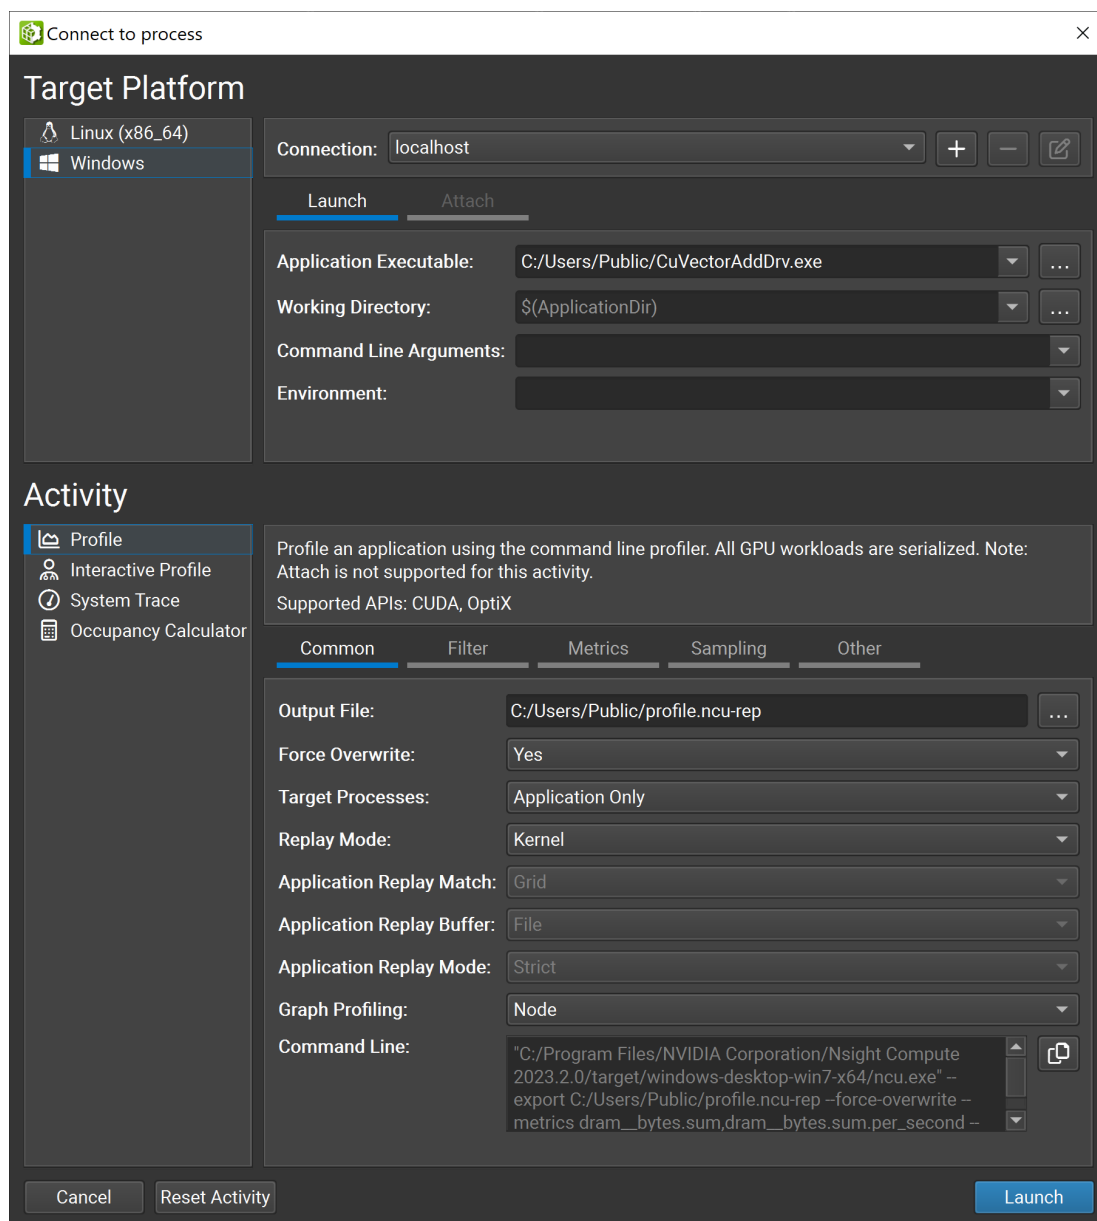 Connect to process
Target Platform
Linux (x86_64)
Windows
Connection: localhost
Launch Attach
Application Executable: C:/Users/Public/CuVectorAddDrv.exe ...
Working Directory: $(ApplicationDir) ...
Command Line Arguments:
Environment:
Activity
Profile
Interactive Profile
System Trace
Occupancy Calculator
Profile an application using the command line profiler. All GPU workloads are serialized. Note:
Attach is not supported for this activity.
Supported APIs: CUDA, OptiX
Common Filter Metrics Sampling Other
Output File: C:/Users/Public/profile.ncu-rep ...
Force Overwrite: Yes
Target Processes: Application Only
Replay Mode: Kernel
Application Replay Match: Grid
Application Replay Buffer: File
Application Replay Mode: Strict
Graph Profiling: Node
Command Line:
"C:/Program Files/NVIDIA Corporation/Nsight Compute
2023.2.0/target/windows-desktop-win7-x64/ncu.exe" --
export C:/Users/Public/profile.ncu-rep --force-overwrite --
metrics dram__bytes.sum,dram__bytes.sum.per_second --
Cancel Reset Activity Launch